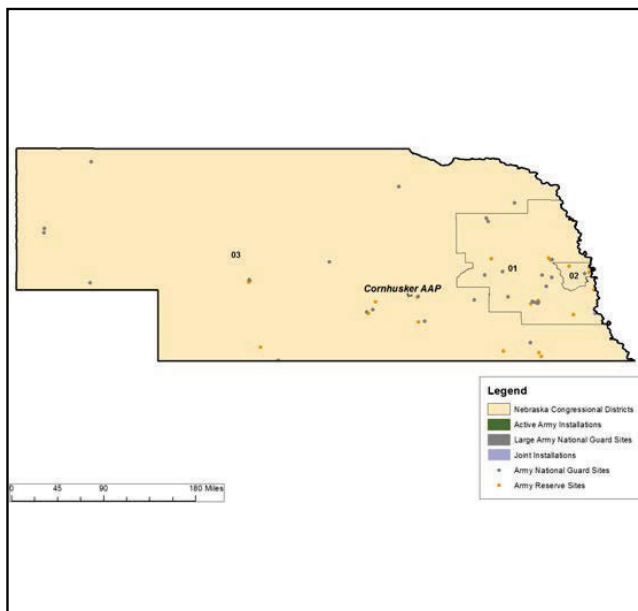 03
01
02
Cornhusker AAP
Legend
Nebraska Congressional Districts
Active Army Installations
Large Army National Guard Sites
Joint Installations
Army National Guard Sites
Army Reserve Sites
0 45 90 180 Miles